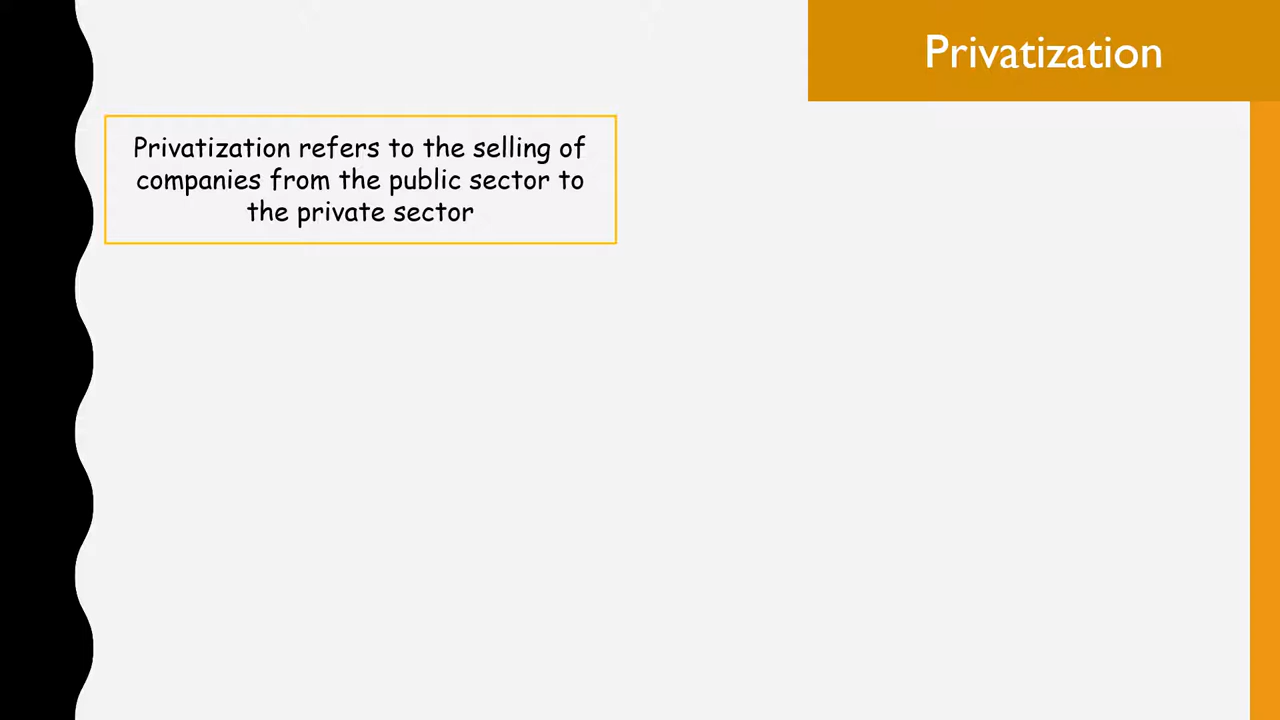 Privatization
Privatization refers to the selling of
companies from the public sector to
the private sector